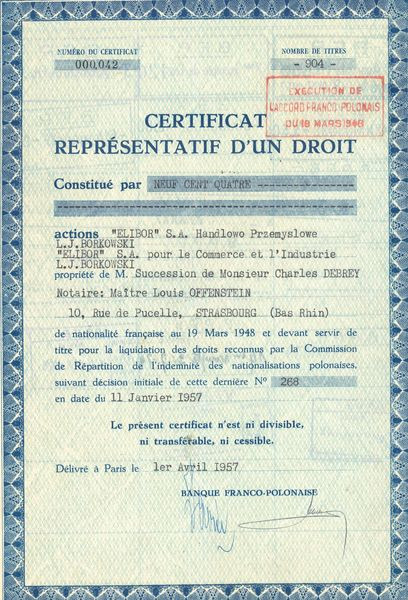 NUMÉRO DU CERTIFICAT
000,042
NOMBRE DE TITRES
- 904 -
EXECUTION DE
L'ACCORD FRANCO-POLONAIS
DU 19 MARS 1948
CERTIFICAT
REPRÉSENTATIF D'UN DROIT
Constitué par NEUF CENT QUATRE
actions "ELIBOR" S.A. Handlowo Przemyslowe
L.J.BORKOWSKI
"ELIBOR" S.A. pour le Commerce et l'Industrie
L.J.BORKOWSKI
propriété de M. Succession de Monsieur Charles DEBREY
Notaire: Maître Louis OFFENSTEIN
10, Rue de Pucelle, STRASBOURG (Bas Rhin)
de nationalité française au 19 Mars 1948 et devant servir de
titre pour la liquidation des droits reconnus par la Commission
de Répartition de l'indemnité des nationalisations polonaises,
suivant décision initiale de cette dernière Nº 268
en date du 11 Janvier 1957
Le présent certificat n'est ni divisible,
ni transférable, ni cessible.
Délivré à Paris le 1er Avril 1957
BANQUE FRANCO-POLONAISE